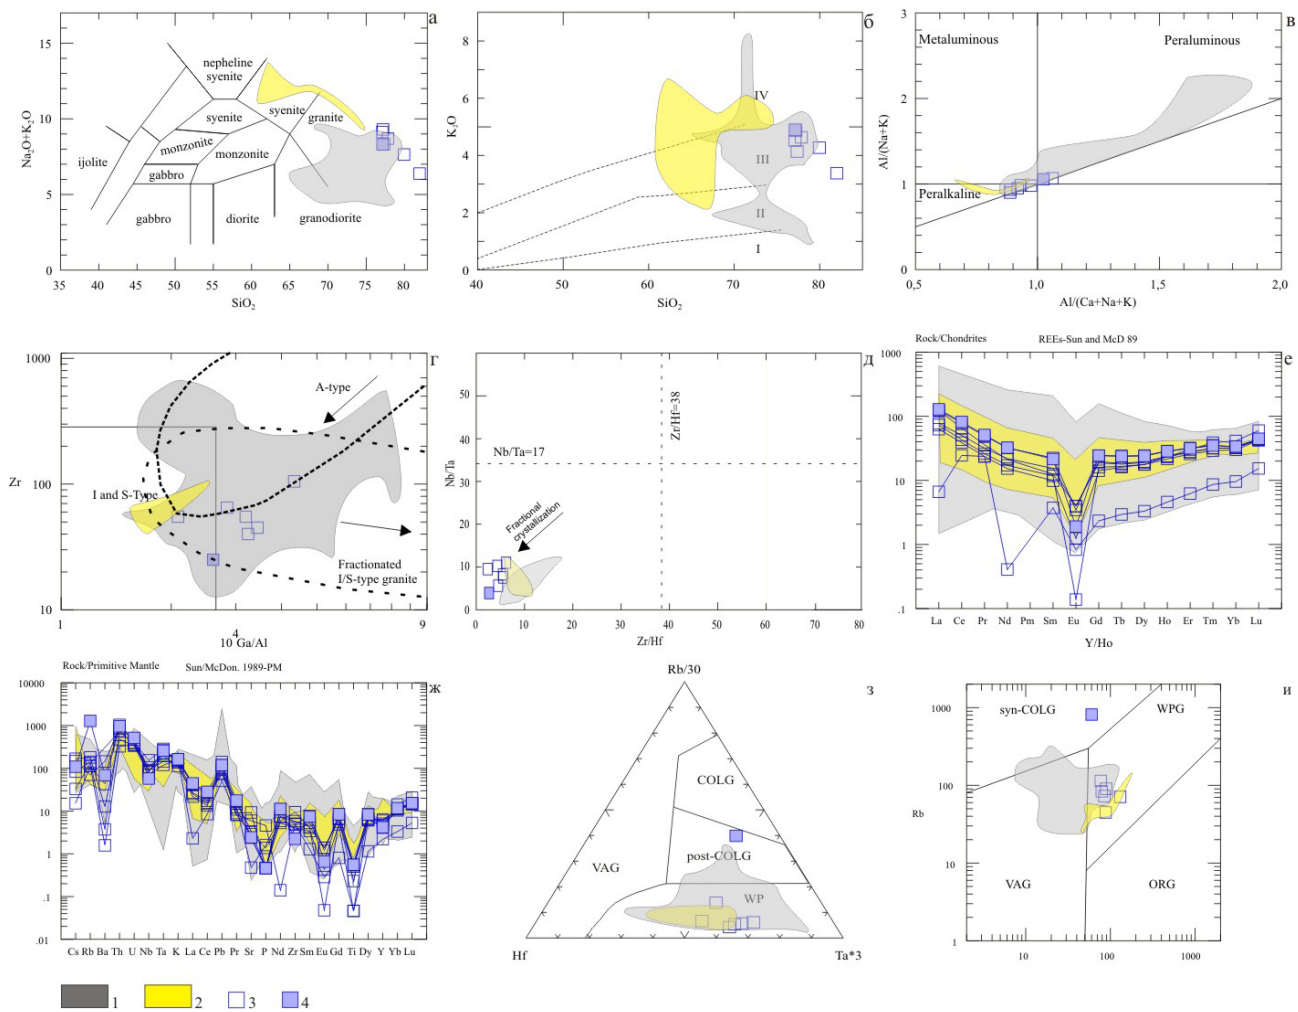 а
Na₂O+K₂O
15
10
5
0
nepheline
syenite
syenite
syenite
granite
monzonite
monzonite
ijolite
gabbro
gabbro
diorite
granodiorite
35 40 45 50 55 60 65 70 75 80
SiO₂
б
K₂O
8
6
4
2
0
IV
III
II
I
40 50 60 70 80
SiO₂
в
Al/(Na+K)
3
2
1
0
Metaluminous
Peraluminous
Peralkaline
0,5 1,0 1,5 2,0
Al/(Ca+Na+K)
г
Zr
1000
100
10
A-type
I and S-Type
Fractionated
I/S-type granite
1 4 9
10 Ga/Al
д
Nb/Ta
60
50
40
30
20
10
0
Zr/Hf=38
Nb/Ta=17
Fractional
crystallization
0 10 20 30 40 50 60 70 80
Zr/Hf
е
Rock/Chondrites REEs-Sun and McD 89
1000
100
10
1
.1
La Ce Pr Nd Pm Sm Eu Gd Tb Dy Ho Er Tm Yb Lu
Y/Ho
ж
Rock/Primitive Mantle Sun/McDon. 1989-PM
10000
1000
100
10
1
.1
.01
Cs Rb Ba Th U Nb Ta K La Ce Pb Pr Sr P Nd Zr Sm Eu Gd Ti Dy Y Yb Lu
з
Rb/30
COLG
post-COLG
VAG
WP
Hf Ta*3
и
Rb
1000
100
10
1
syn-COLG
WPG
VAG
ORG
10 100 1000
1 2 3 4